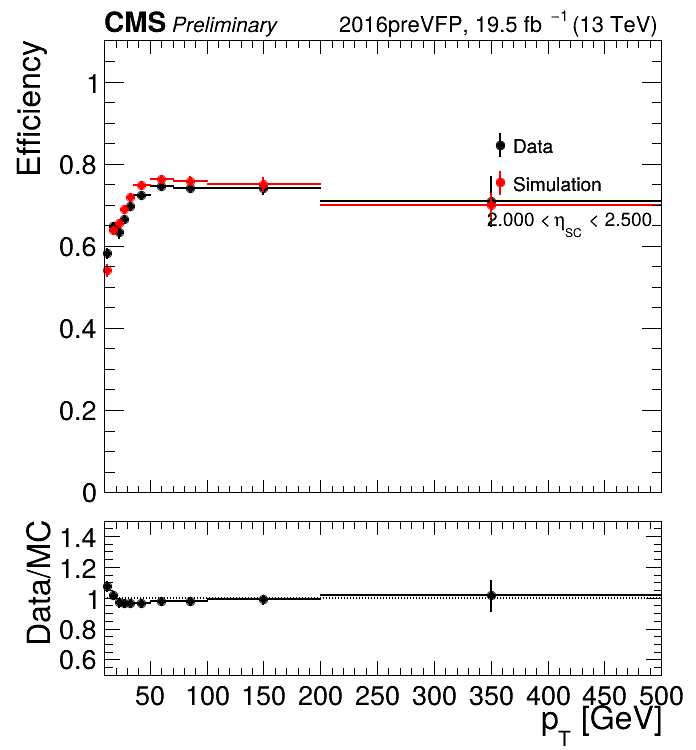 CMS Preliminary 2016preVFP, 19.5 fb⁻¹ (13 TeV)
Efficiency
1
0.8
0.6
0.4
0.2
0
Data
Simulation
2.000 < η_SC < 2.500
Data/MC
1.4
1.2
1
0.8
0.6
50 100 150 200 250 300 350 400 450 500
p_T [GeV]